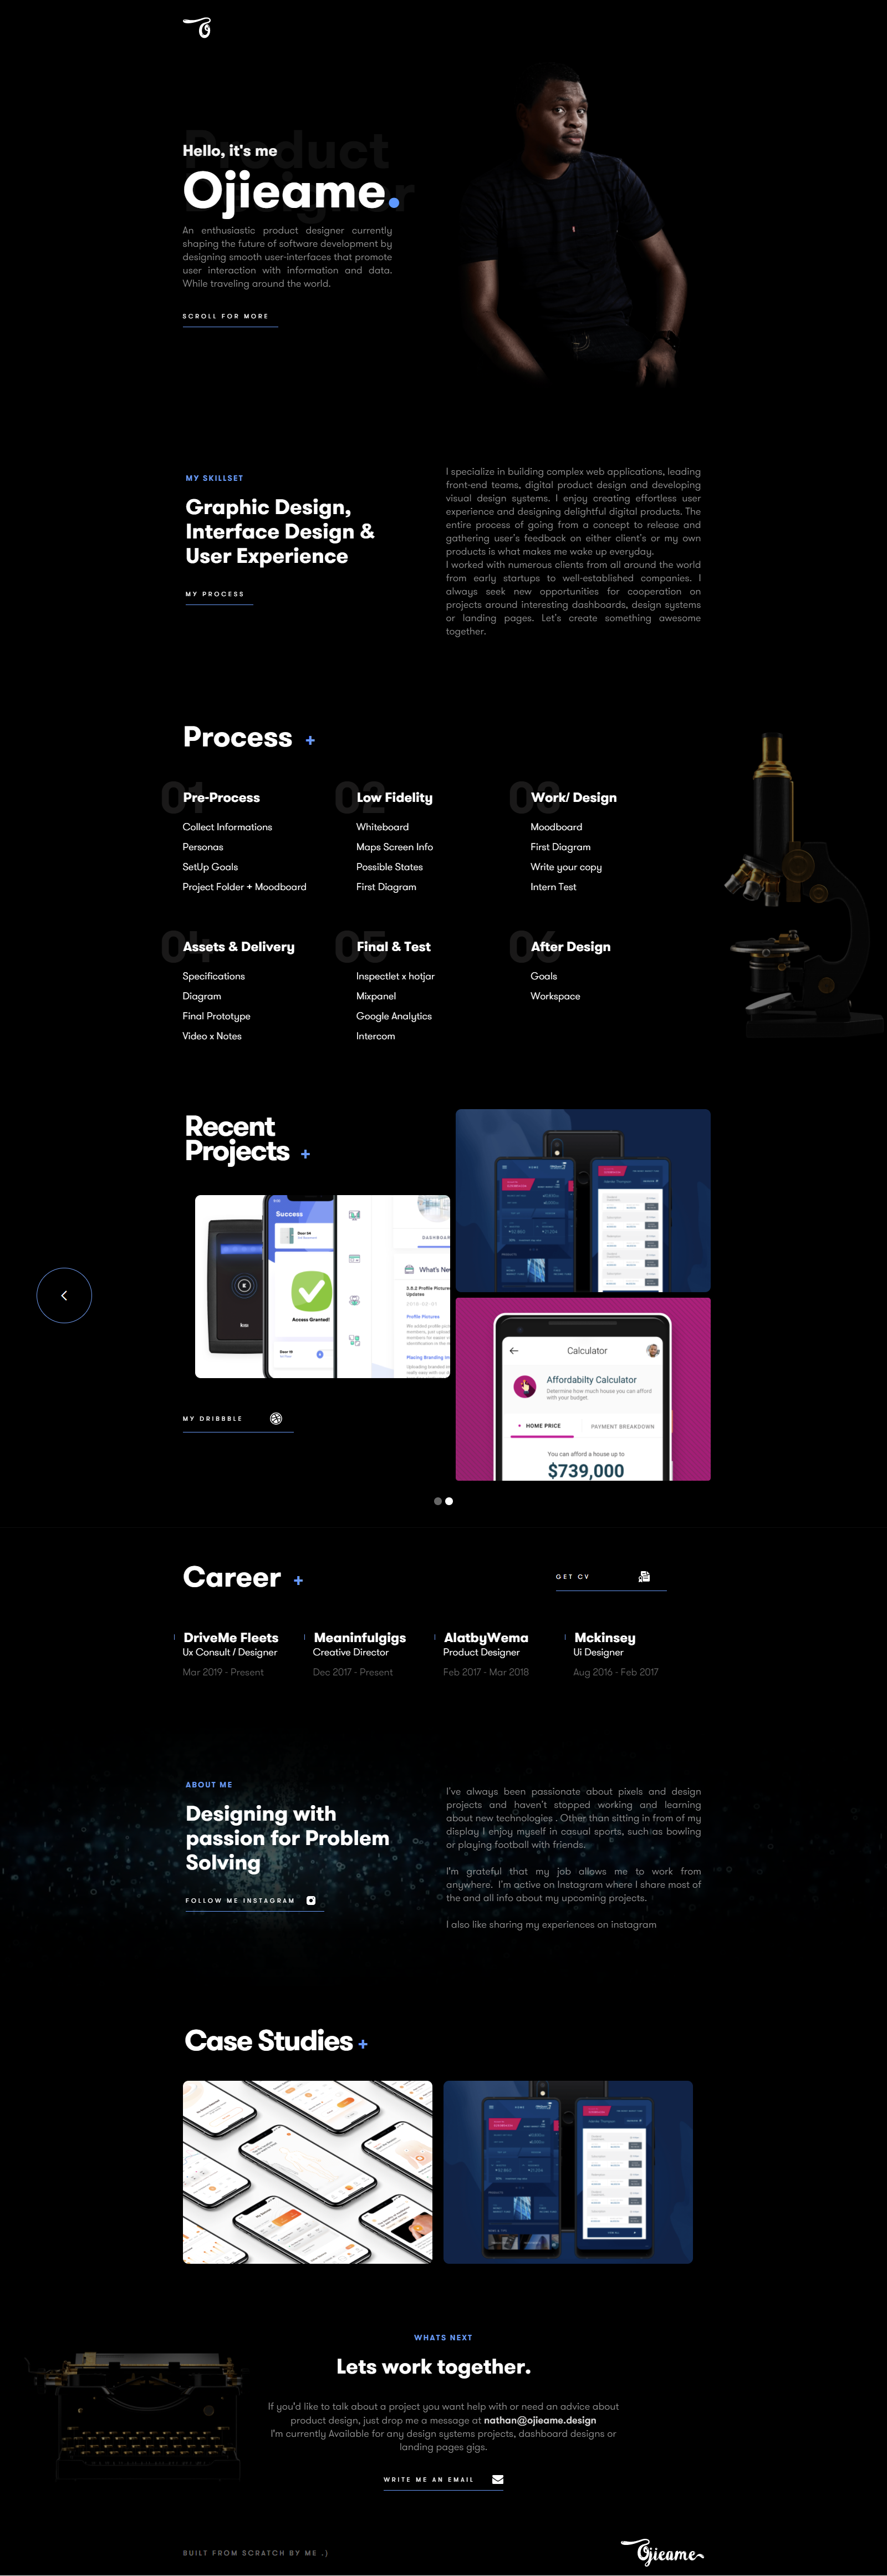 Product
Designer
Hello, it's me
Ojieame.
An enthusiastic product designer currently
shaping the future of software development by
designing smooth user-interfaces that promote
user interaction with information and data.
While traveling around the world.
SCROLL FOR MORE
MY SKILLSET
Graphic Design,
Interface Design &
User Experience
MY PROCESS
I specialize in building complex web applications, leading
front-end teams, digital product design and developing
visual design systems. I enjoy creating effortless user
experience and designing delightful digital products. The
entire process of going from a concept to release and
gathering user's feedback on either client's or my own
products is what makes me wake up everyday.
I worked with numerous clients from all around the world
from early startups to well-established companies. I
always seek new opportunities for cooperation on
projects around interesting dashboards, design systems
or landing pages. Let's create something awesome
together.
Process +
01
Pre-Process
Collect Informations
Personas
SetUp Goals
Project Folder + Moodboard
02
Low Fidelity
Whiteboard
Maps Screen Info
Possible States
First Diagram
03
Work/ Design
Moodboard
First Diagram
Write your copy
Intern Test
04
Assets & Delivery
Specifications
Diagram
Final Prototype
Video x Notes
05
Final & Test
Inspectlet x hotjar
Mixpanel
Google Analytics
Intercom
06
After Design
Goals
Workspace
Recent
Projects +
Success
Access Granted!
DASHBOAR
What's Ne
3.8.2 Profile Pictures
Updates
Profile Pictures
Placing Branding In
Calculator
Affordabilty Calculator
Determine how much house you can afford
with your budget.
HOME PRICE
PAYMENT BREAKDOWN
You can afford a house up to
$739,000
MY DRIBBBLE
Career +
GET CV
DriveMe Fleets
Ux Consult / Designer
Mar 2019 - Present
Meaninfulgigs
Creative Director
Dec 2017 - Present
AlatbyWema
Product Designer
Feb 2017 - Mar 2018
Mckinsey
Ui Designer
Aug 2016 - Feb 2017
ABOUT ME
Designing with
passion for Problem
Solving
FOLLOW ME INSTAGRAM
I've always been passionate about pixels and design
projects and haven't stopped working and learning
about new technologies . Other than sitting in from of my
display I enjoy myself in casual sports, such as bowling
or playing football with friends.
I'm grateful that my job allows me to work from
anywhere. I'm active on Instagram where I share most of
the and all info about my upcoming projects.
I also like sharing my experiences on instagram
Case Studies +
WHATS NEXT
Lets work together.
If you'd like to talk about a project you want help with or need an advice about
product design, just drop me a message at nathan@ojieame.design
I'm currently Available for any design systems projects, dashboard designs or
landing pages gigs.
WRITE ME AN EMAIL
BUILT FROM SCRATCH BY ME .)
Ojieame